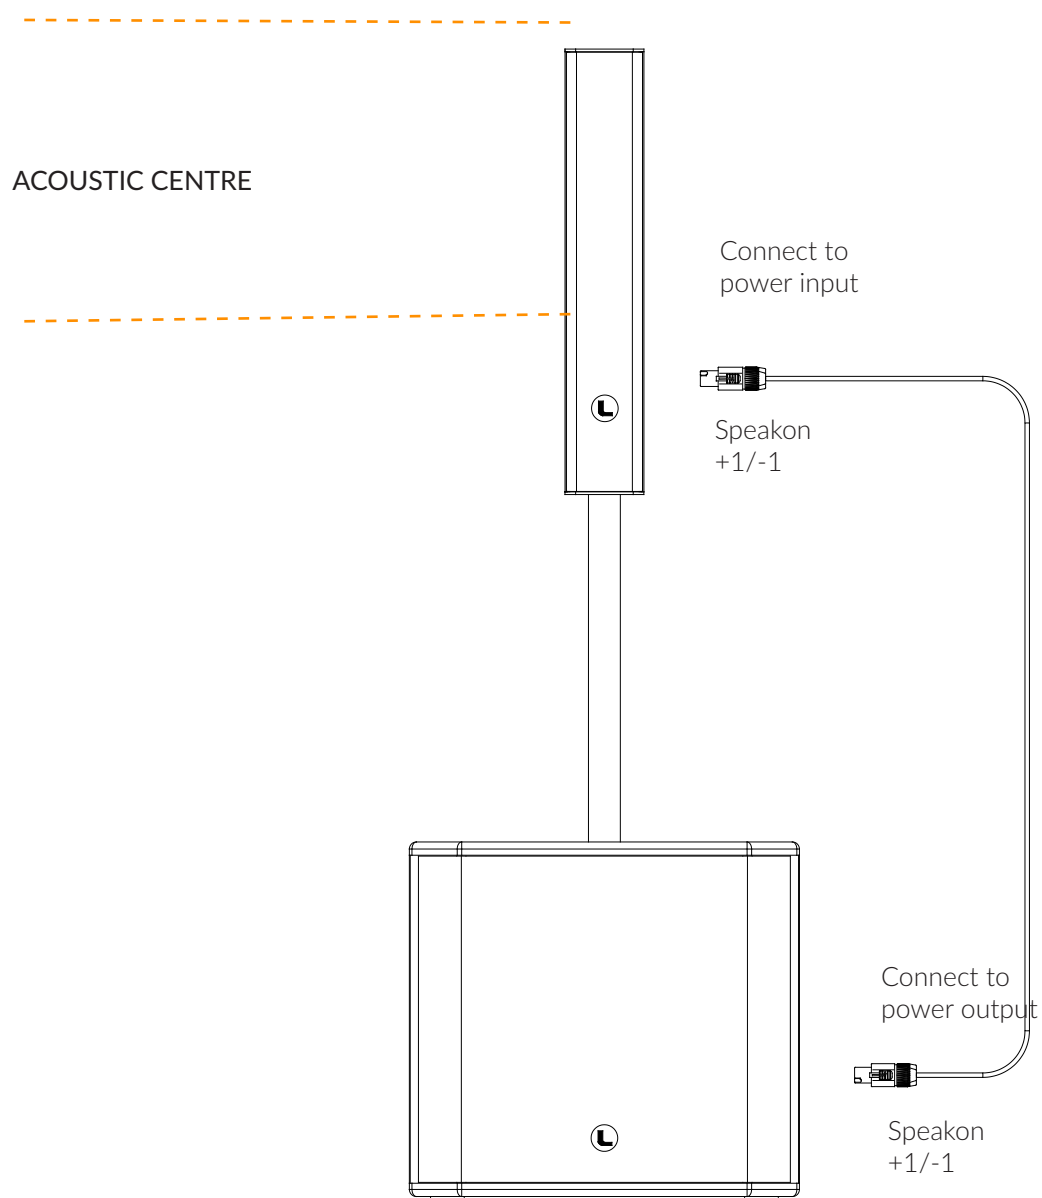 ACOUSTIC CENTRE
Connect to
power input
Speakon
+1/-1
Connect to
power output
Speakon
+1/-1